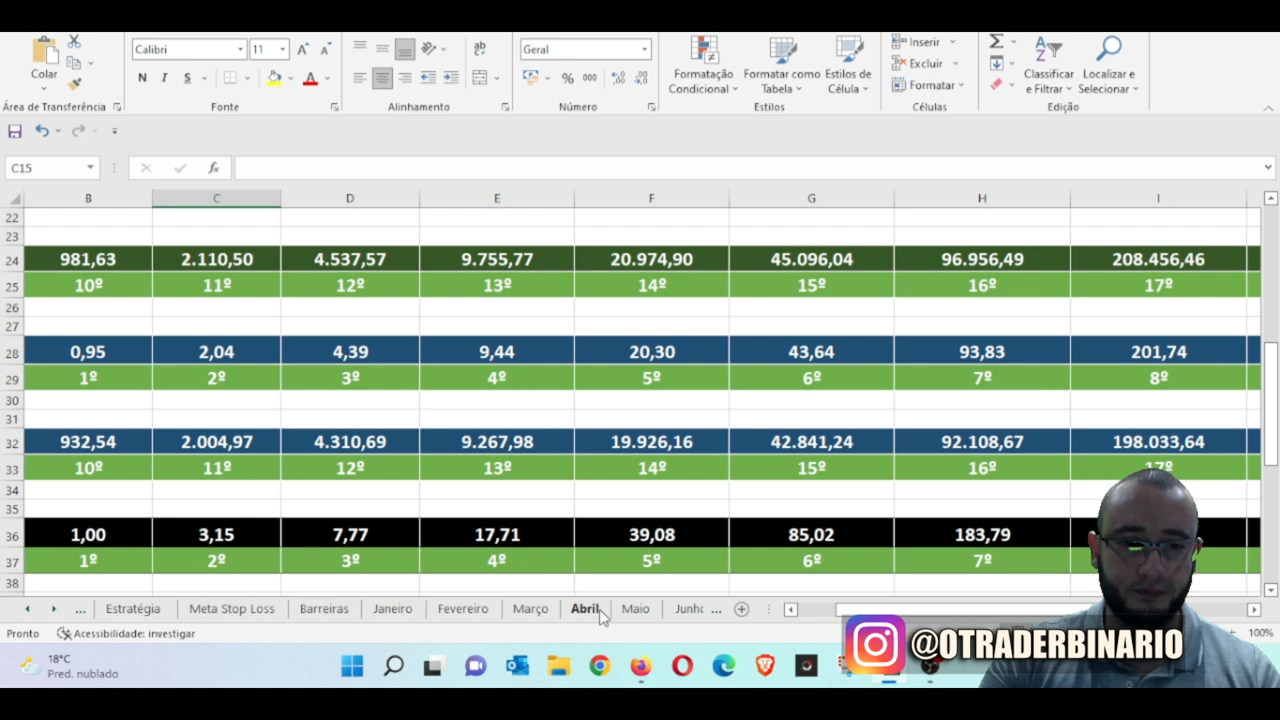 Calibri 11 Geral Inserir
Colar N I S Formatação Formatar como Estilos de Excluir Classificar Localizar e
% 000 Condicional Tabela Célula Formatar e Filtrar Selecionar
Área de Transferência Fonte Alinhamento Número Estilos Células Edição
C15 fx
B C D E F G H I
22
23
24 981,63 2.110,50 4.537,57 9.755,77 20.974,90 45.096,04 96.956,49 208.456,46
25 10º 11º 12º 13º 14º 15º 16º 17º
26
27
28 0,95 2,04 4,39 9,44 20,30 43,64 93,83 201,74
29 1º 2º 3º 4º 5º 6º 7º 8º
30
31
32 932,54 2.004,97 4.310,69 9.267,98 19.926,16 42.841,24 92.108,67 198.033,64
33 10º 11º 12º 13º 14º 15º 16º 17º
34
35
36 1,00 3,15 7,77 17,71 39,08 85,02 183,79
37 1º 2º 3º 4º 5º 6º 7º
38
... Estratégia Meta Stop Loss Barreiras Janeiro Fevereiro Março Abril Maio Junho ...
Pronto Acessibilidade: investigar 100%
@OTRADERBINARIO
18°C
Pred. nublado